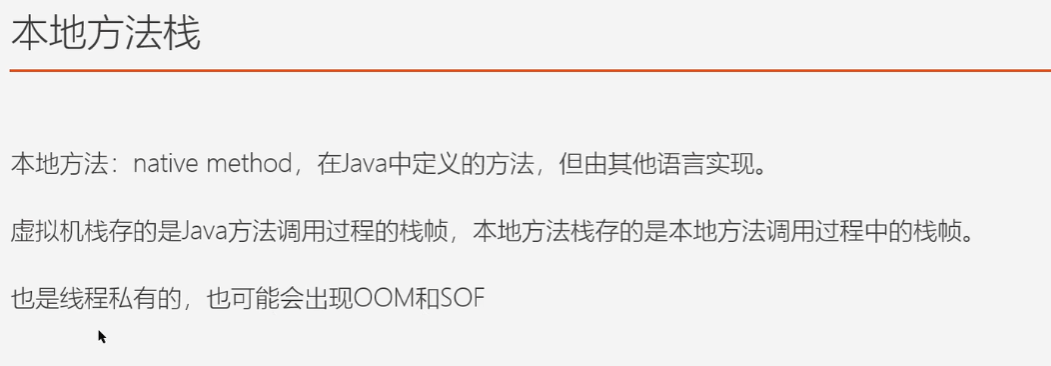 本地方法栈
本地方法：native method，在Java中定义的方法，但由其他语言实现。
虚拟机栈存的是Java方法调用过程的栈帧，本地方法栈存的是本地方法调用过程中的栈帧。
也是线程私有的，也可能会出现OOM和SOF